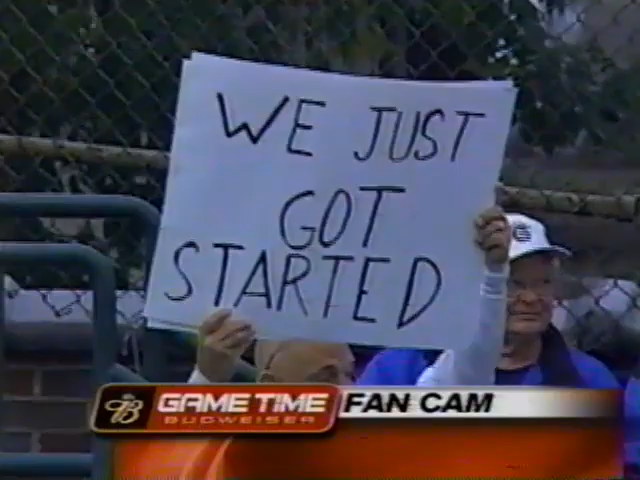 WE JUST
GOT
STARTED
GAME TIME
BUDWEISER
FAN CAM